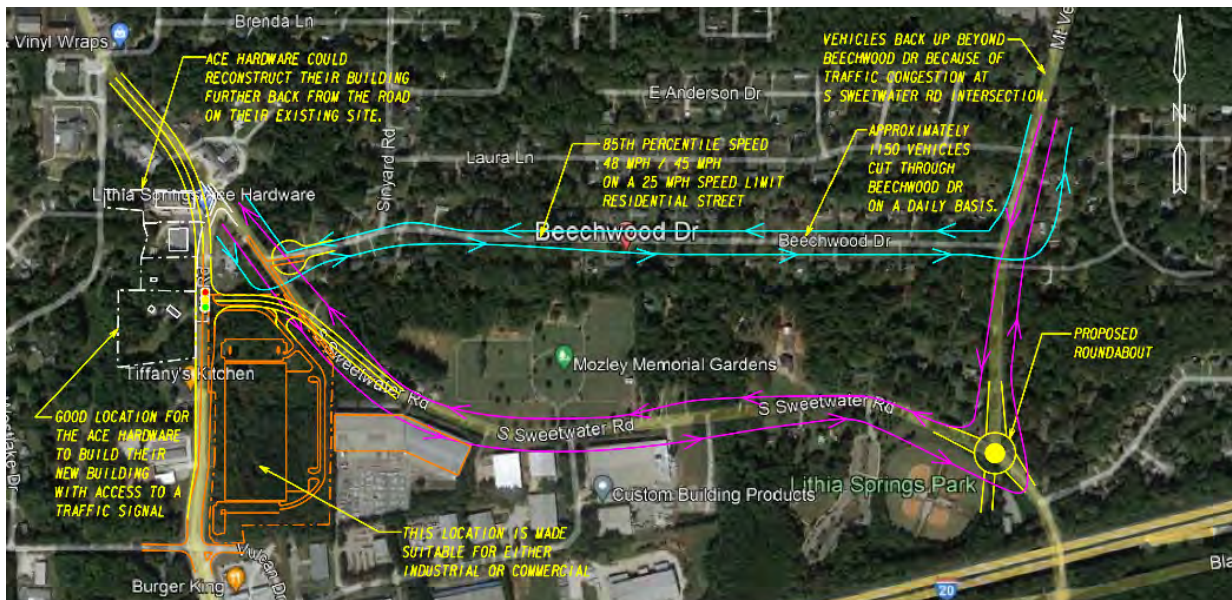 Brenda Ln
& Vinyl Wraps
ACE HARDWARE COULD
RECONSTRUCT THEIR BUILDING
FURTHER BACK FROM THE ROAD
ON THEIR EXISTING SITE.
VEHICLES BACK UP BEYOND
BEECHWOOD DR BECAUSE OF
TRAFFIC CONGESTION AT
S SWEETWATER RD INTERSECTION.
Mt Ve
E Anderson Dr
N
Laura Ln
Sinyard Rd
85TH PERCENTILE SPEED
48 MPH / 45 MPH
ON A 25 MPH SPEED LIMIT
RESIDENTIAL STREET
APPROXIMATELY
1150 VEHICLES
CUT THROUGH
BEECHWOOD DR
ON A DAILY BASIS.
Lithia Springs Ace Hardware
Beechwood Dr
Beechwood Dr
Rd
PROPOSED
ROUNDABOUT
Mozley Memorial Gardens
S Sweetwater Rd
Tiffany's Kitchen
S Sweetwater Rd
S Sweetwater Rd
GOOD LOCATION FOR
THE ACE HARDWARE
TO BUILD THEIR
NEW BUILDING
WITH ACCESS TO A
TRAFFIC SIGNAL
Lithia Springs Park
Custom Building Products
THIS LOCATION IS MADE
SUITABLE FOR EITHER
INDUSTRIAL OR COMMERCIAL
Vulcan Dr
Burger King
20
Bla